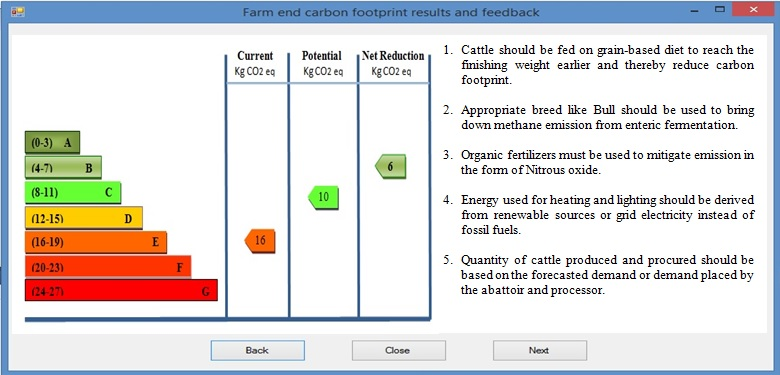 Farm end carbon footprint results and feedback
Current
Kg CO2 eq
Potential
Kg CO2 eq
Net Reduction
Kg CO2 eq
(0-3) A
(4-7) B
(8-11) C
(12-15) D
(16-19) E
(20-23) F
(24-27) G
16
10
6
1. Cattle should be fed on grain-based diet to reach the
finishing weight earlier and thereby reduce carbon
footprint.
2. Appropriate breed like Bull should be used to bring
down methane emission from enteric fermentation.
3. Organic fertilizers must be used to mitigate emission in
the form of Nitrous oxide.
4. Energy used for heating and lighting should be derived
from renewable sources or grid electricity instead of
fossil fuels.
5. Quantity of cattle produced and procured should be
based on the forecasted demand or demand placed by
the abattoir and processor.
Back
Close
Next